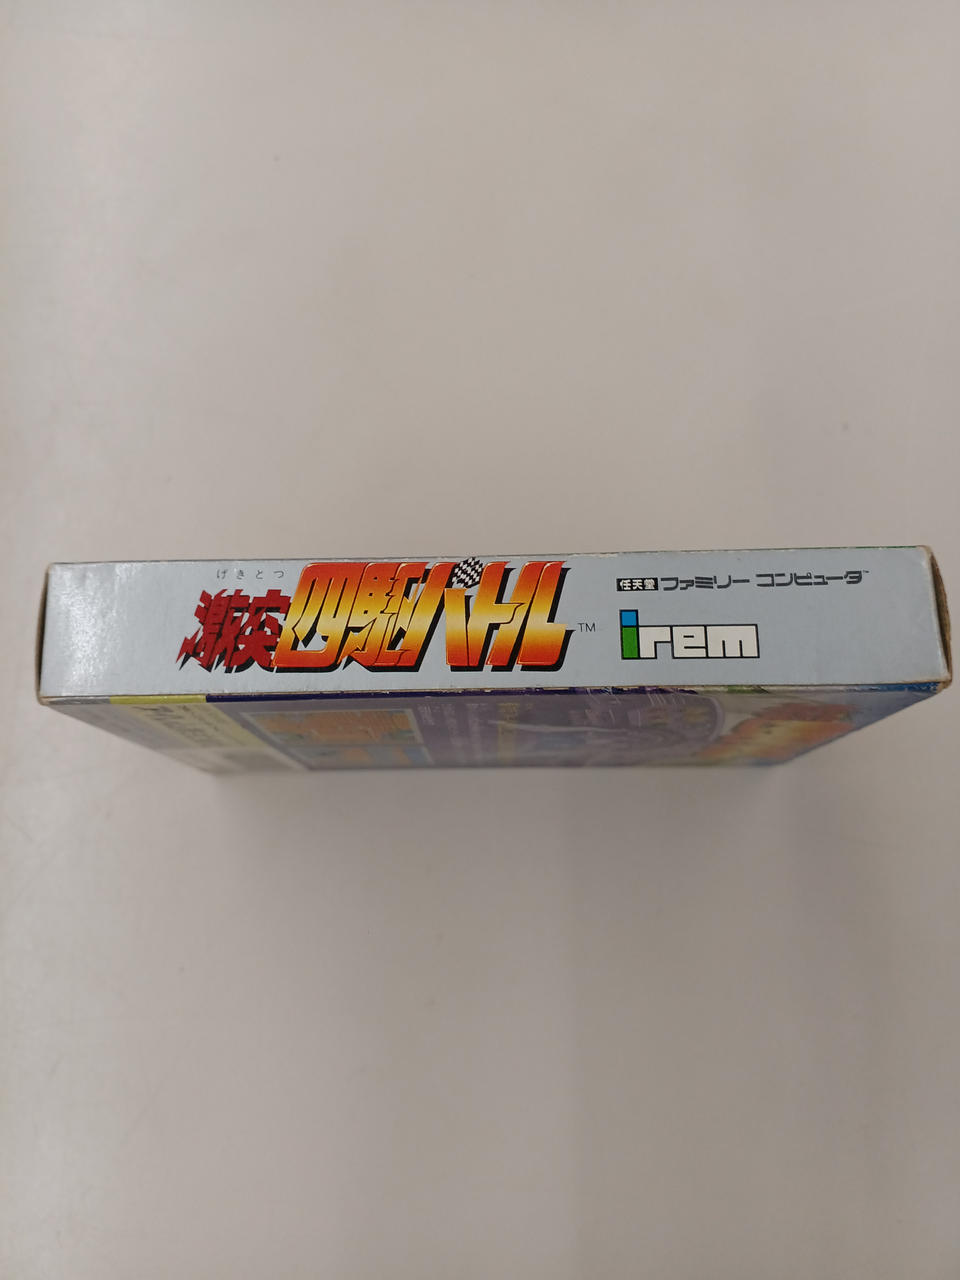 げきとつ
激突四駆バトル™
任天堂 ファミリー コンピュータ™
irem